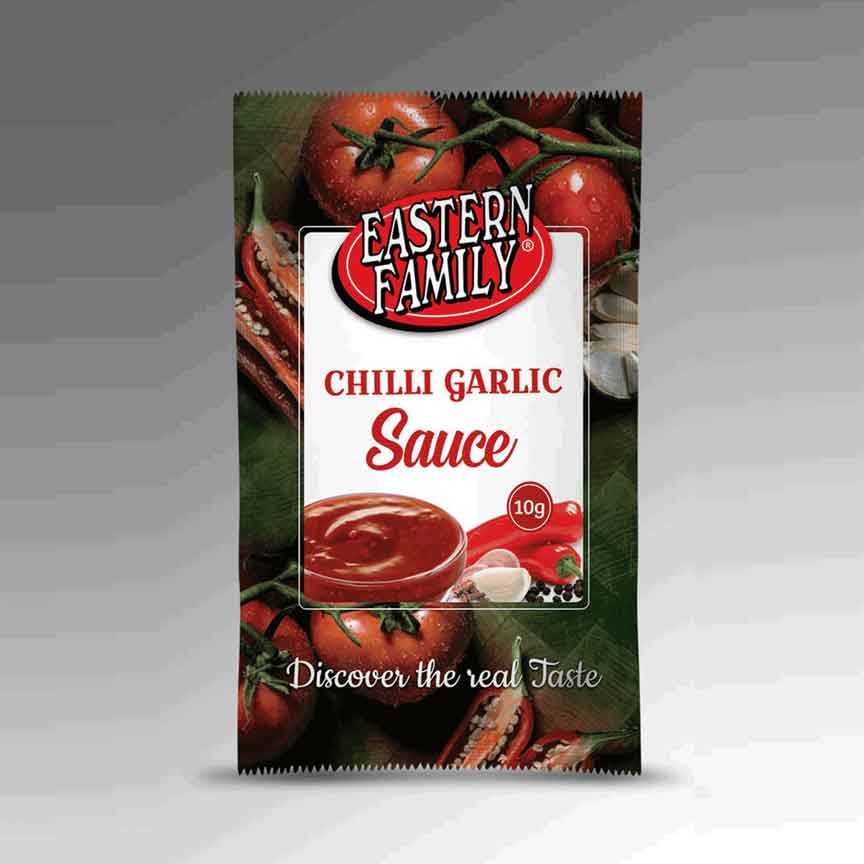 EASTERN
FAMILY®
CHILLI GARLIC
Sauce
10g
Discover the real Taste